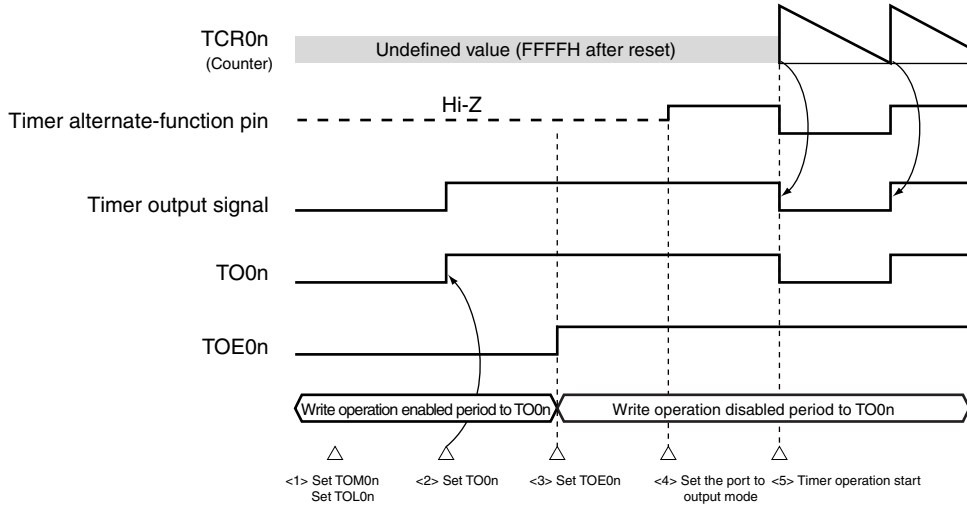 TCR0n
(Counter)
Undefined value (FFFFH after reset)
Hi-Z
Timer alternate-function pin
Timer output signal
TO0n
TOE0n
Write operation enabled period to TO0n
Write operation disabled period to TO0n
<1> Set TOM0n
Set TOL0n
<2> Set TO0n
<3> Set TOE0n
<4> Set the port to
output mode
<5> Timer operation start